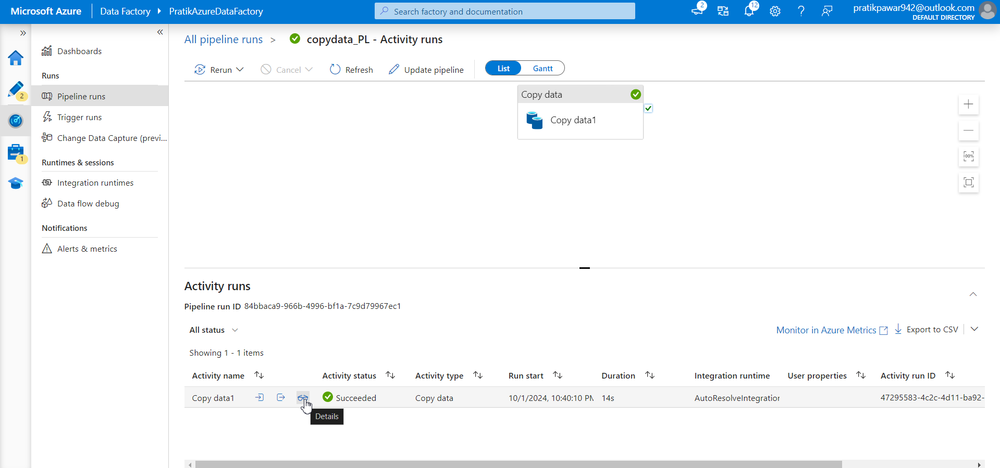 Microsoft Azure
Data Factory
PratikAzureDataFactory
Search factory and documentation
2
12
pratikpawar942@outlook.com
DEFAULT DIRECTORY
2
1
Dashboards
Runs
Pipeline runs
Trigger runs
Change Data Capture (previ...
Runtimes & sessions
Integration runtimes
Data flow debug
Notifications
Alerts & metrics
All pipeline runs > copydata_PL - Activity runs
Rerun
Cancel
Refresh
Update pipeline
List
Gantt
Copy data
Copy data1
100%
Activity runs
Pipeline run ID 84bbaca9-966b-4996-bf1a-7c9d79967ec1
All status
Monitor in Azure Metrics
Export to CSV
Showing 1 - 1 items
Activity name Activity status Activity type Run start Duration Integration runtime User properties Activity run ID
Copy data1 Succeeded Copy data 10/1/2024, 10:40:10 PM 14s AutoResolveIntegration 47295583-4c2c-4d11-ba92-
Details